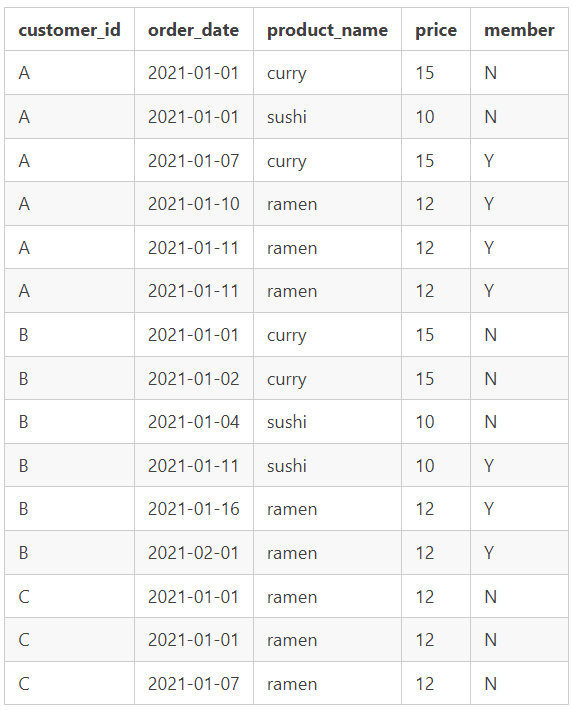 customer_id order_date product_name price member
A 2021-01-01 curry 15 N
A 2021-01-01 sushi 10 N
A 2021-01-07 curry 15 Y
A 2021-01-10 ramen 12 Y
A 2021-01-11 ramen 12 Y
A 2021-01-11 ramen 12 Y
B 2021-01-01 curry 15 N
B 2021-01-02 curry 15 N
B 2021-01-04 sushi 10 N
B 2021-01-11 sushi 10 Y
B 2021-01-16 ramen 12 Y
B 2021-02-01 ramen 12 Y
C 2021-01-01 ramen 12 N
C 2021-01-01 ramen 12 N
C 2021-01-07 ramen 12 N